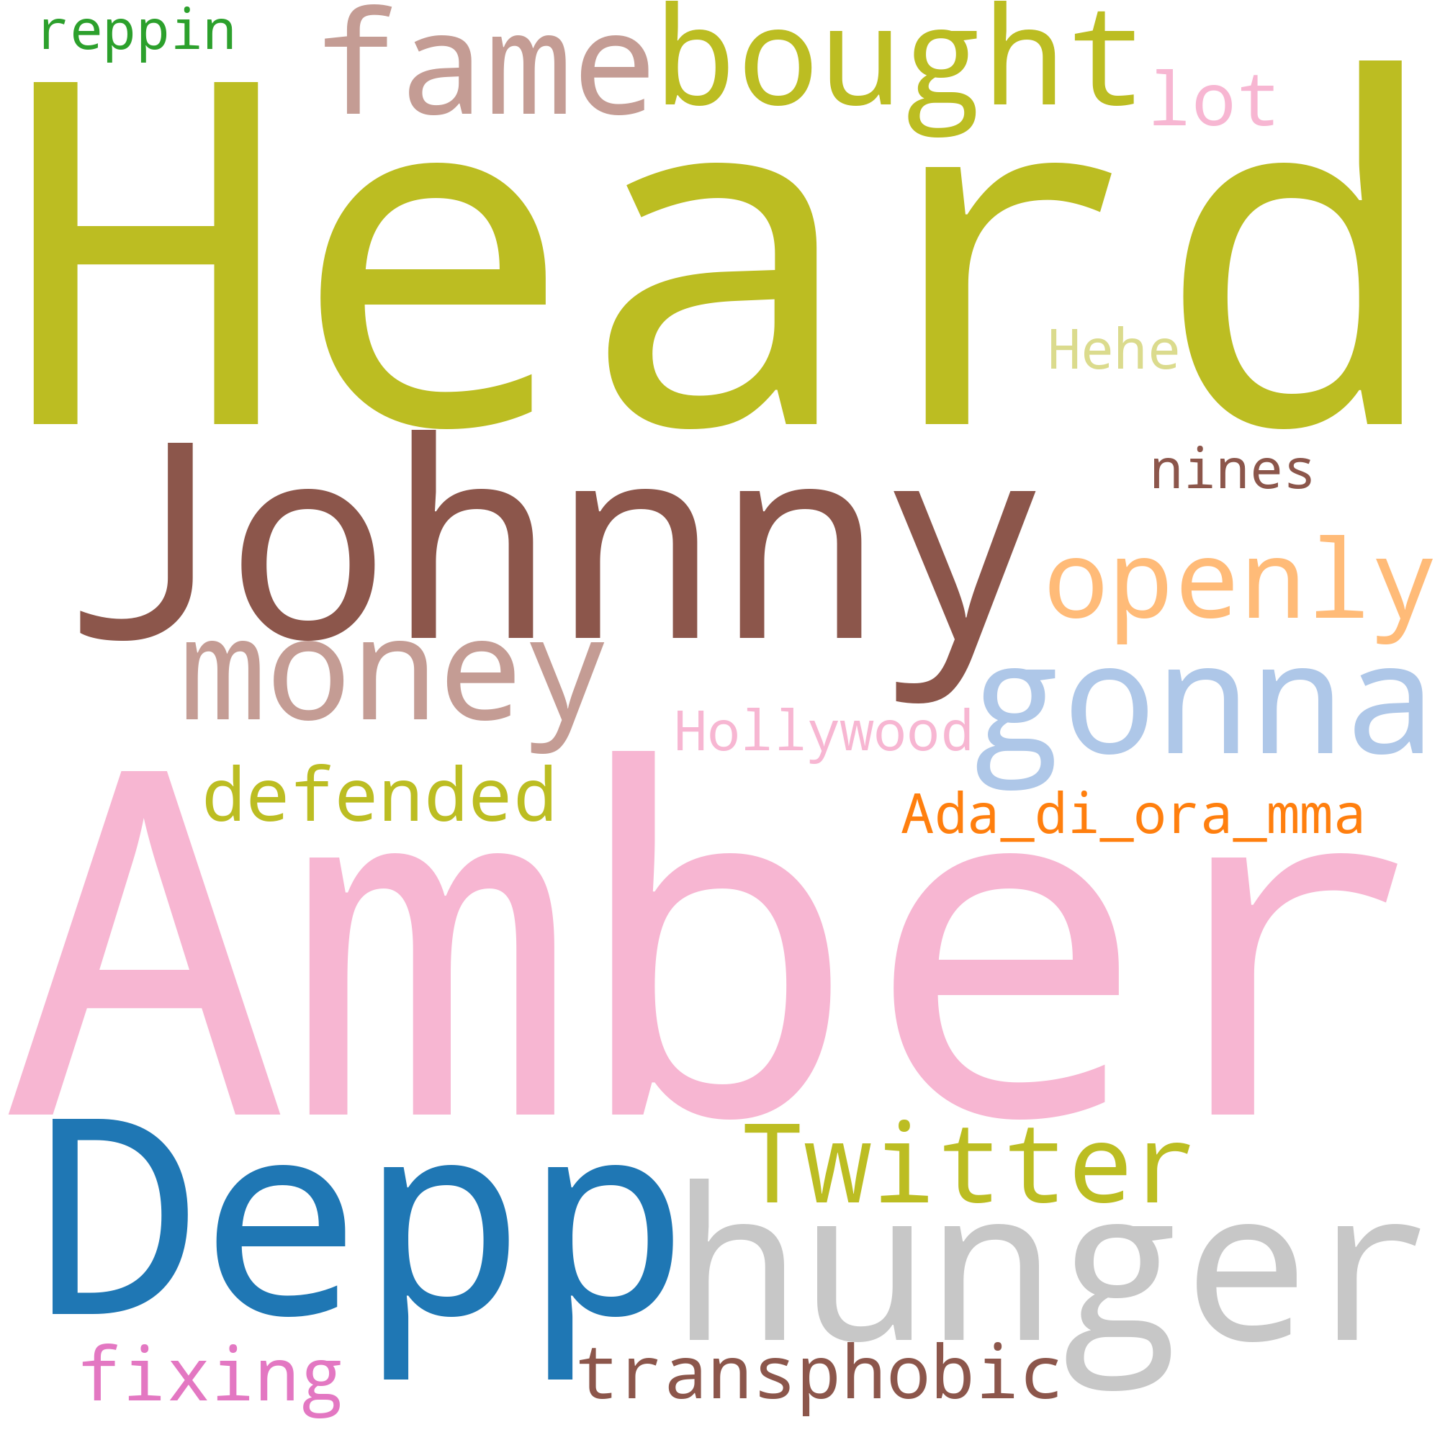 reppin
fame bought
lot
Heard
Hehe
Johnny
nines
openly
money
gonna
Hollywood
defended
Ada_di_ora_mma
Amber
Depp
Twitter
hunger
fixing
transphobic